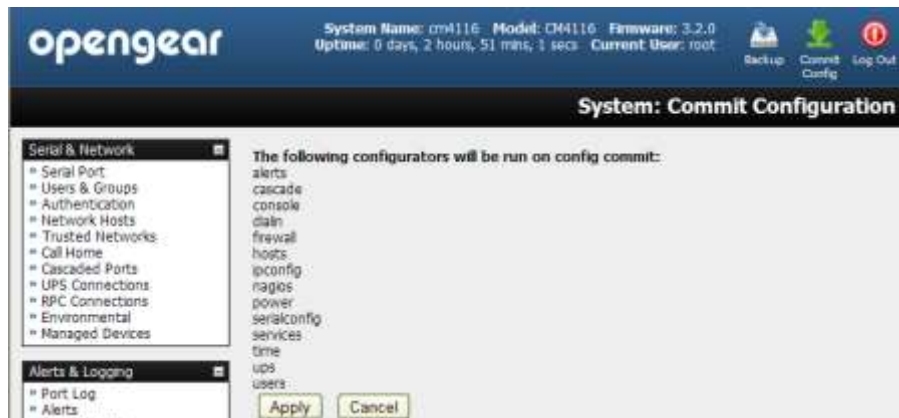 opengear
System Name: cm4116 Model: CM4116 Firmware: 3.2.0
Uptime: 0 days, 2 hours, 51 mins, 1 secs Current User: root
Backup
Commit Config
Log Out
System: Commit Configuration
Serial & Network
Serial Port
Users & Groups
Authentication
Network Hosts
Trusted Networks
Call Home
Cascaded Ports
UPS Connections
RPC Connections
Environmental
Managed Devices
Alerts & Logging
Port Log
Alerts
The following configurators will be run on config commit:
alerts
cascade
console
dialin
firewall
hosts
ipconfig
nagios
power
serialconfig
services
time
ups
users
Apply
Cancel